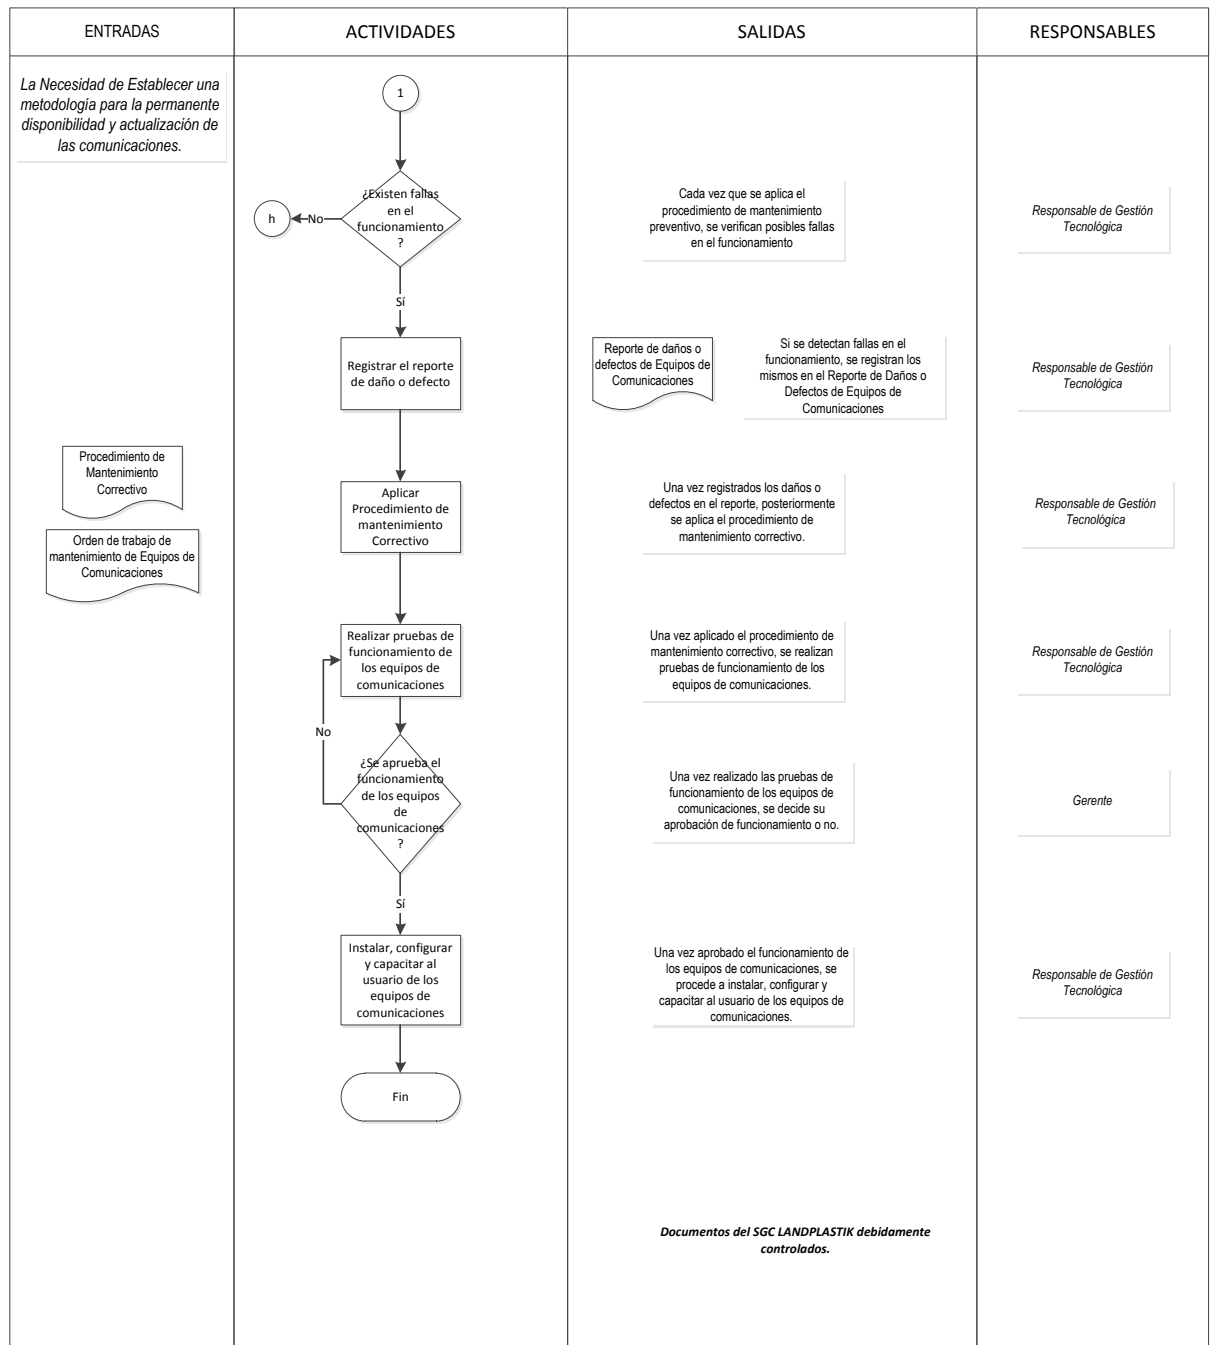 ENTRADAS
ACTIVIDADES
SALIDAS
RESPONSABLES
La Necesidad de Establecer una
metodología para la permanente
disponibilidad y actualización de
las comunicaciones.
1
¿Existen fallas
en el
funcionamiento
?
No
h
Cada vez que se aplica el
procedimiento de mantenimiento
preventivo, se verifican posibles fallas
en el funcionamiento
Responsable de Gestión
Tecnológica
Sí
Registrar el reporte
de daño o defecto
Reporte de daños o
defectos de Equipos de
Comunicaciones
Si se detectan fallas en el
funcionamiento, se registran los
mismos en el Reporte de Daños o
Defectos de Equipos de
Comunicaciones
Responsable de Gestión
Tecnológica
Procedimiento de
Mantenimiento
Correctivo
Orden de trabajo de
mantenimiento de Equipos de
Comunicaciones
Aplicar
Procedimiento de
mantenimiento
Correctivo
Una vez registrados los daños o
defectos en el reporte, posteriormente
se aplica el procedimiento de
mantenimiento correctivo.
Responsable de Gestión
Tecnológica
Realizar pruebas de
funcionamiento de
los equipos de
comunicaciones
Una vez aplicado el procedimiento de
mantenimiento correctivo, se realizan
pruebas de funcionamiento de los
equipos de comunicaciones.
Responsable de Gestión
Tecnológica
No
¿Se aprueba el
funcionamiento
de los equipos
de
comunicaciones
?
Una vez realizado las pruebas de
funcionamiento de los equipos de
comunicaciones, se decide su
aprobación de funcionamiento o no.
Gerente
Sí
Instalar, configurar
y capacitar al
usuario de los
equipos de
comunicaciones
Una vez aprobado el funcionamiento de
los equipos de comunicaciones, se
procede a instalar, configurar y
capacitar al usuario de los equipos de
comunicaciones.
Responsable de Gestión
Tecnológica
Fin
Documentos del SGC LANDPLASTIK debidamente
controlados.